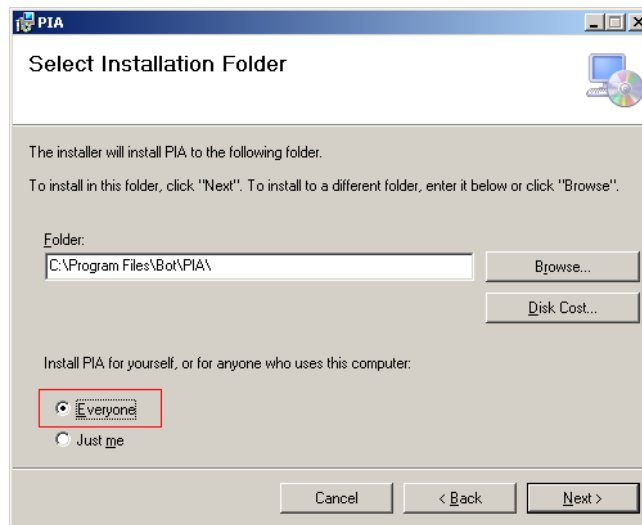 PIA
Select Installation Folder
The installer will install PIA to the following folder.
To install in this folder, click "Next". To install to a different folder, enter it below or click "Browse".
Folder:
C:\Program Files\Bot\PIA\
Browse...
Disk Cost...
Install PIA for yourself, or for anyone who uses this computer:
Everyone
Just me
Cancel < Back Next >